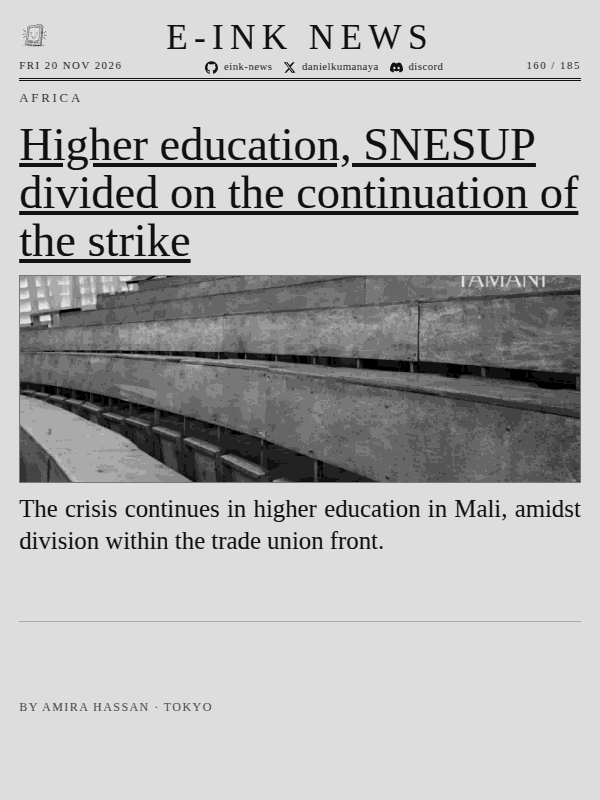 E-INK NEWS
FRI 20 NOV 2026
eink-news danielkumanaya discord
160 / 185
AFRICA
Higher education, SNESUP
divided on the continuation of
the strike
TAMANI
The crisis continues in higher education in Mali, amidst
division within the trade union front.
BY AMIRA HASSAN · TOKYO